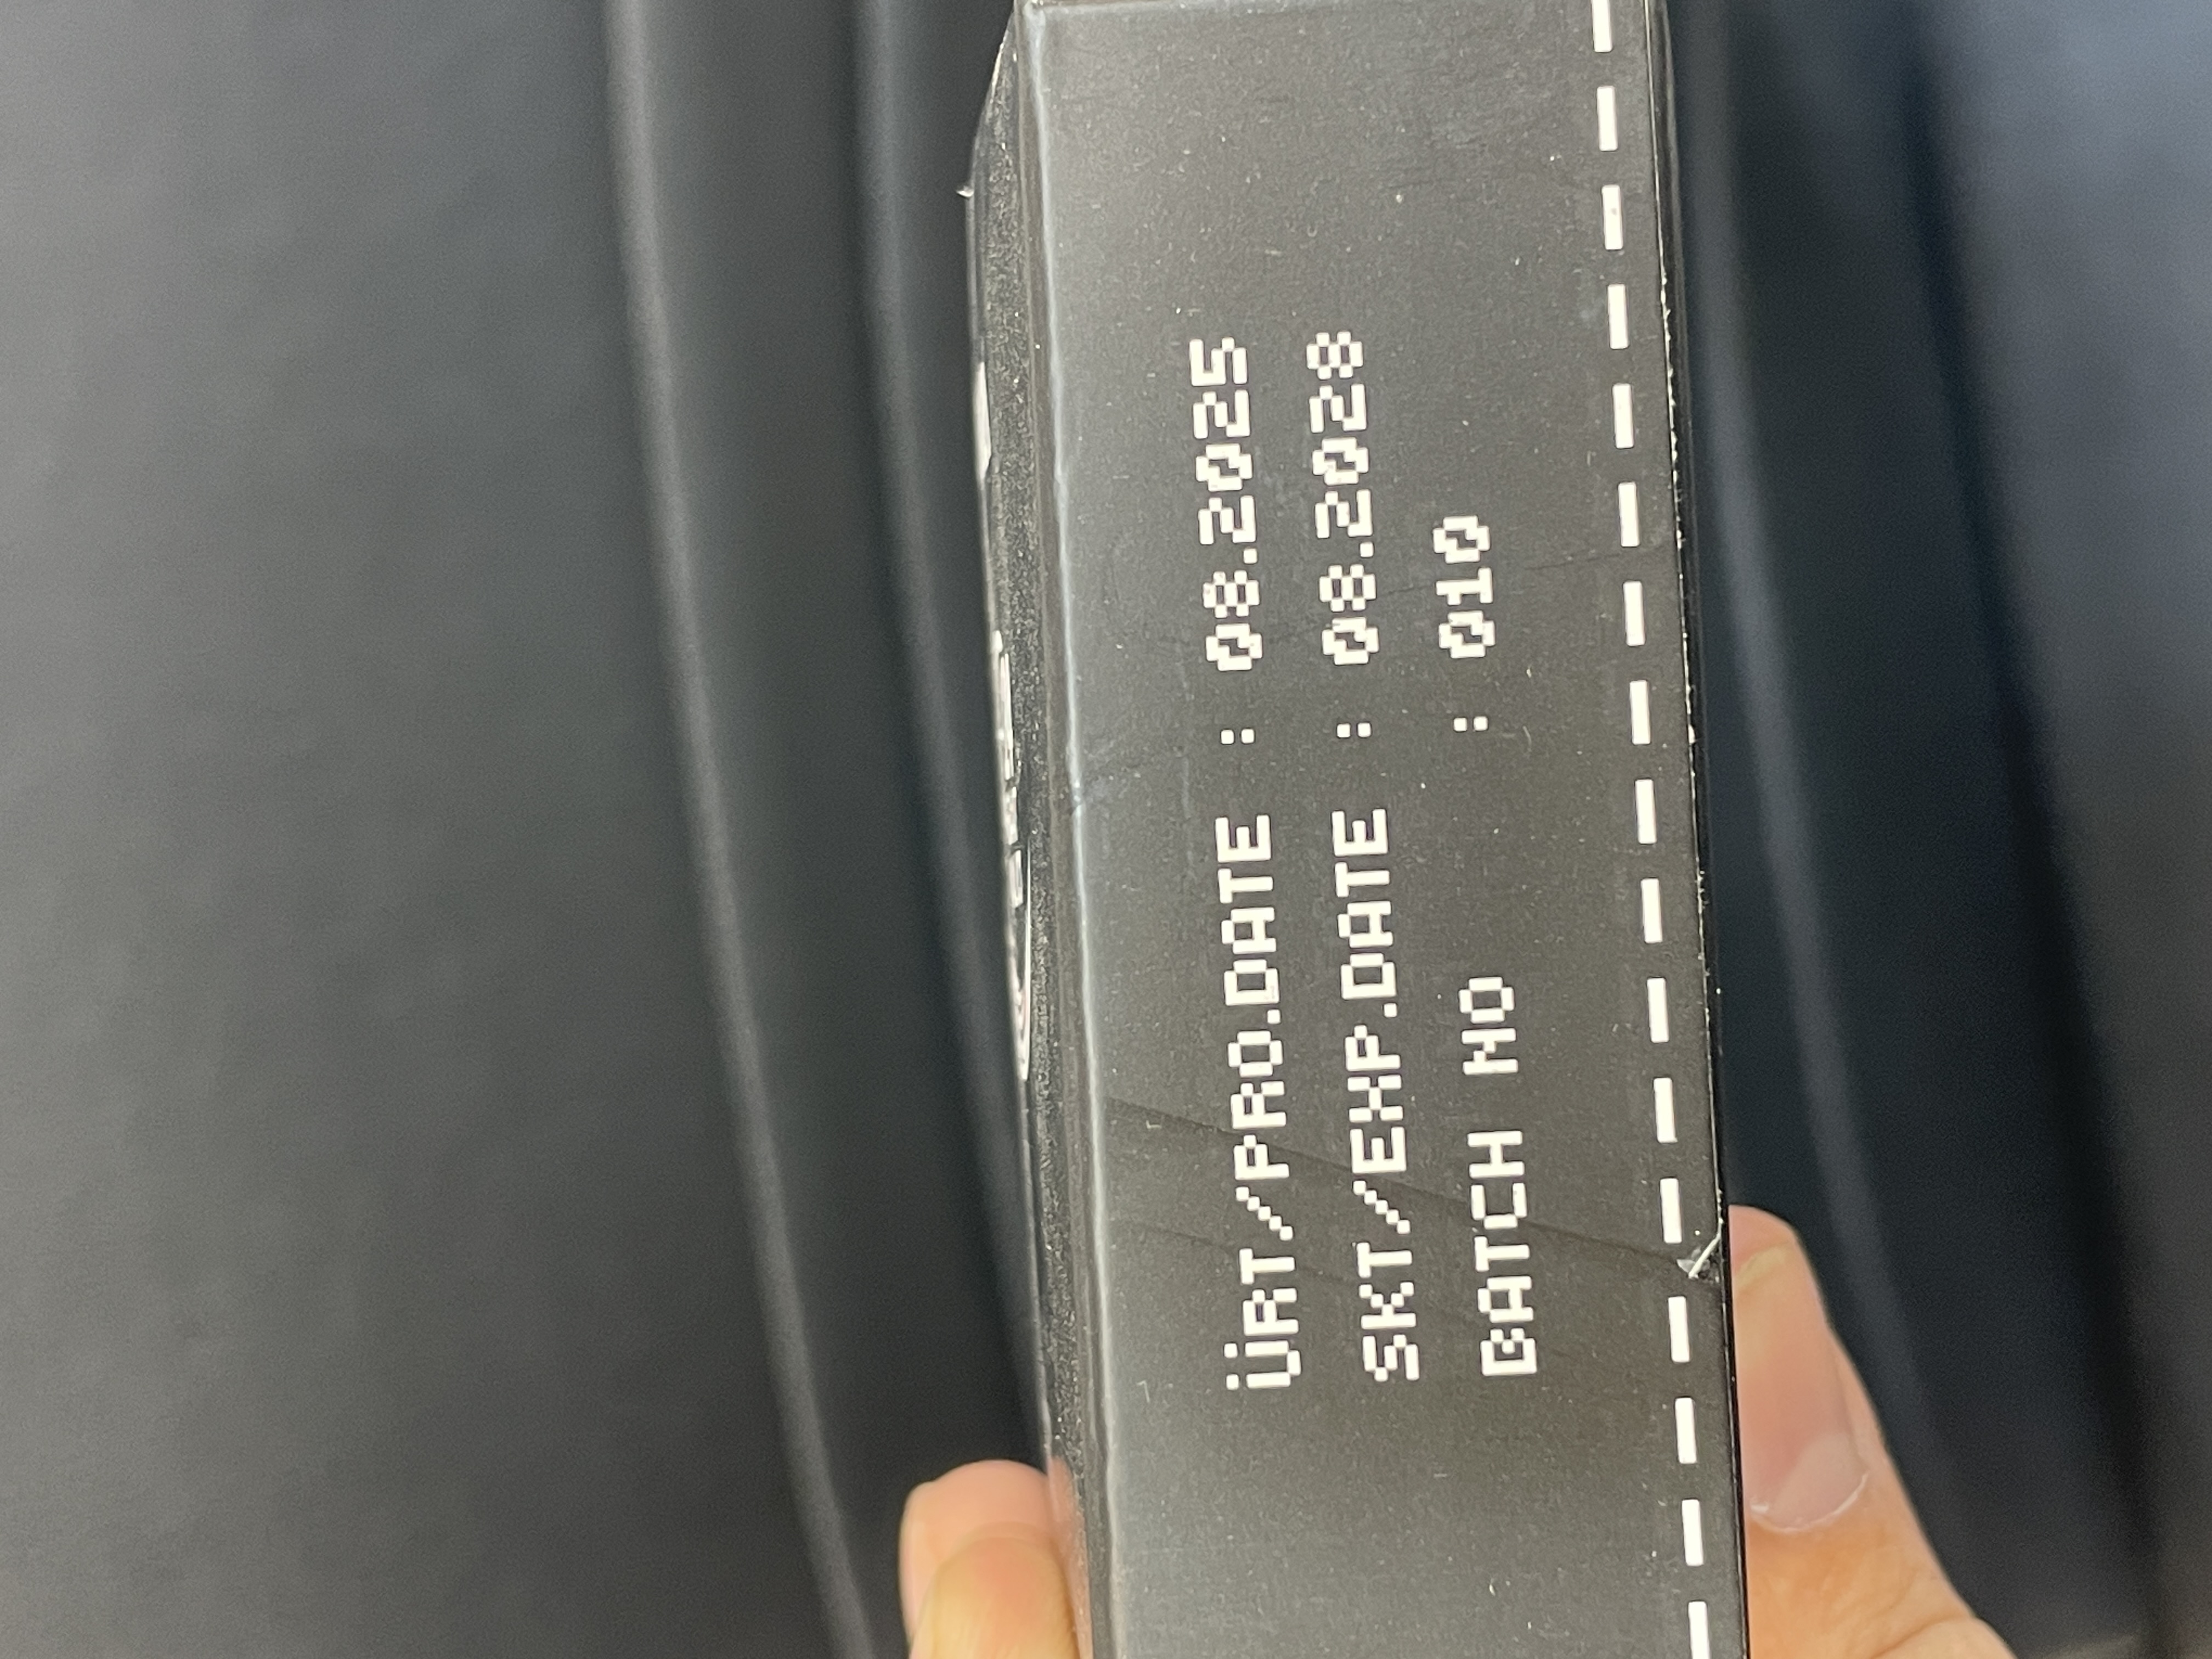 ÜRT/PRO.DATE : 08.2025
SKT/EXP.DATE : 08.2028
BATCH NO : 010